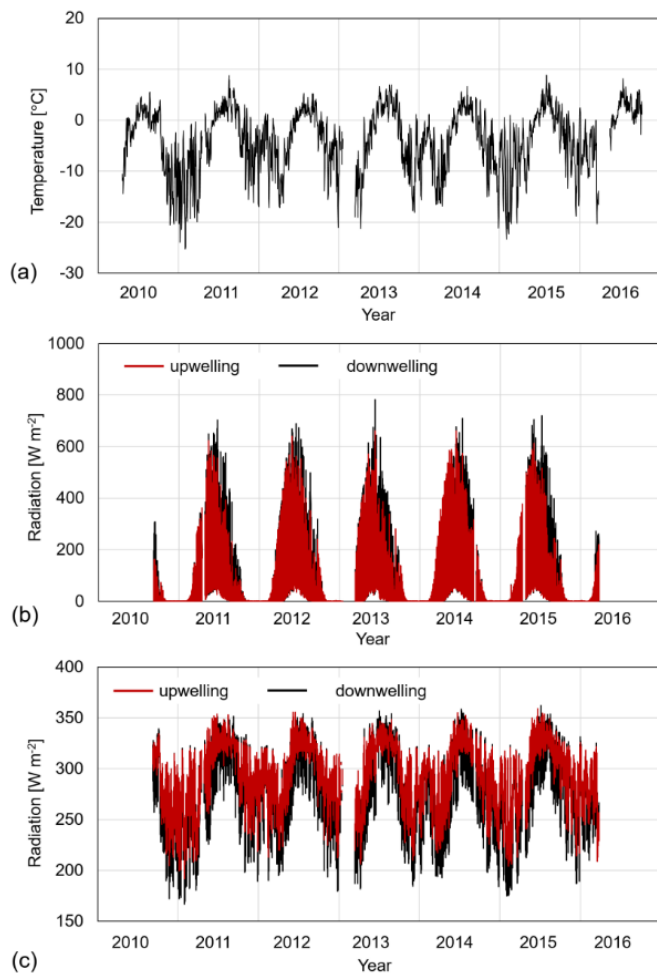 20
10
0
-10
-20
-30
Temperature [°C]
2010 2011 2012 2013 2014 2015 2016
Year
(a)
1000
800
600
400
200
0
Radiation [W m-2]
upwelling downwelling
2010 2011 2012 2013 2014 2015 2016
Year
(b)
400
350
300
250
200
150
Radiation [W m-2]
upwelling downwelling
2010 2011 2012 2013 2014 2015 2016
Year
(c)